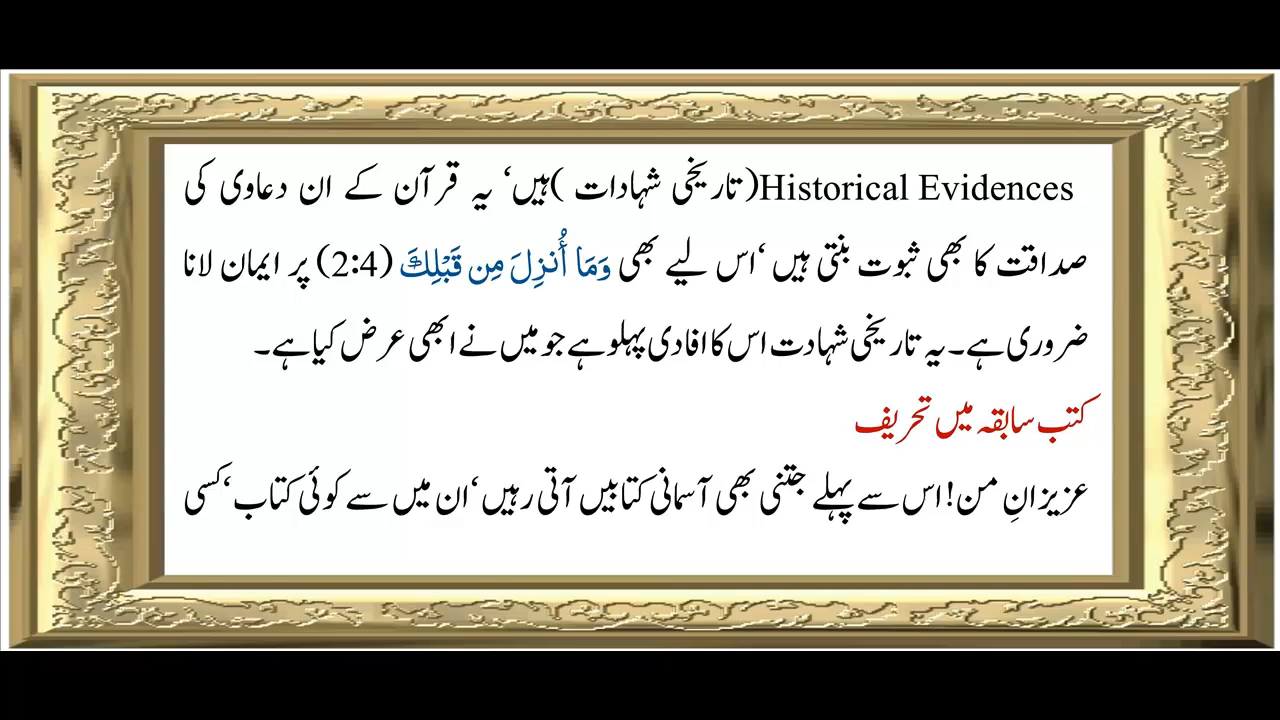 Historical Evidences(تاریخی شہادات )ہیں‘ یہ قرآن کے ان دعاوی کی
صداقت کا بھی ثبوت بنتی ہیں ‘اس لیے بھی وَمَا أُنزِلَ مِن قَبْلِكَ (2:4) پر ایمان لانا
ضروری ہے۔ یہ تاریخی شہادت اس کا افادی پہلو ہے جو میں نے ابھی عرض کیا ہے۔
کتب سابقہ میں تحریف
عزیزانِ من! اس سے پہلے جتنی بھی آسمانی کتابیں آتی رہیں ‘ان میں سے کوئی کتاب ‘کسی